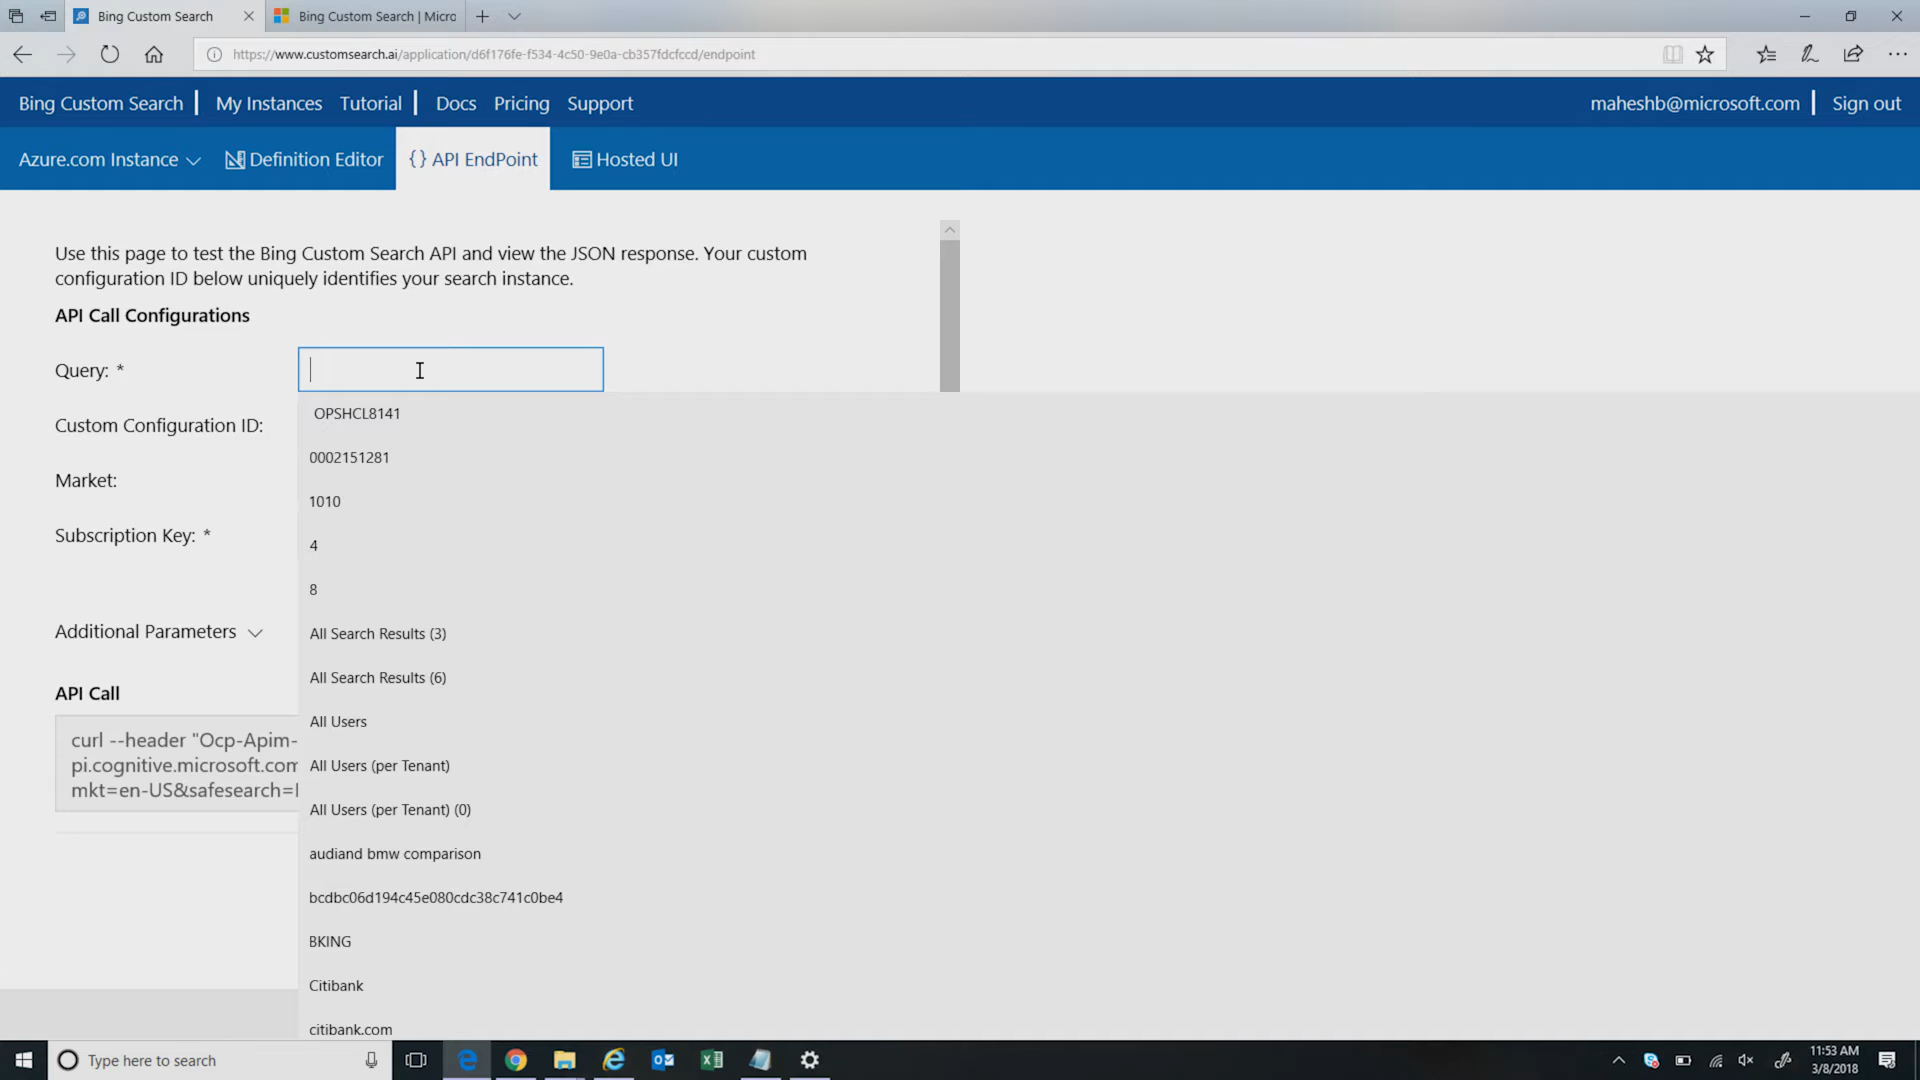 Bing Custom Search
Bing Custom Search | Micro
https://www.customsearch.ai/application/d6f176fe-f534-4c50-9e0a-cb357fdcfccd/endpoint
Bing Custom Search | My Instances Tutorial | Docs Pricing Support
maheshb@microsoft.com | Sign out
Azure.com Instance Definition Editor {} API EndPoint Hosted UI
Use this page to test the Bing Custom Search API and view the JSON response. Your custom
configuration ID below uniquely identifies your search instance.
API Call Configurations
Query: *
Custom Configuration ID:
Market:
Subscription Key: *
Additional Parameters
API Call
curl --header "Ocp-Apim-
pi.cognitive.microsoft.com
mkt=en-US&safesearch=
OPSHCL8141
0002151281
1010
4
8
All Search Results (3)
All Search Results (6)
All Users
All Users (per Tenant)
All Users (per Tenant) (0)
audiand bmw comparison
bcdbc06d194c45e080cdc38c741c0be4
BKING
Citibank
citibank.com
Type here to search
11:53 AM
3/8/2018